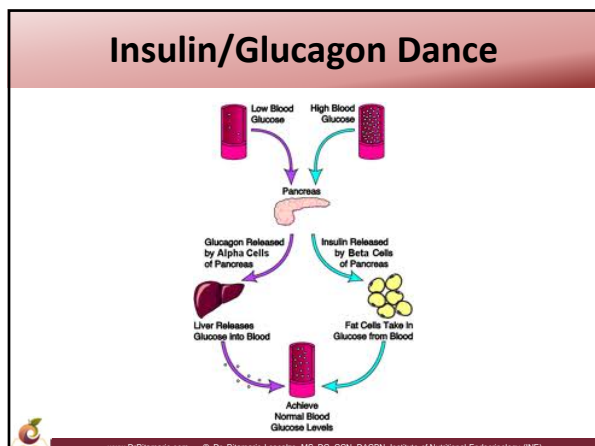 Insulin/Glucagon Dance
Low Blood
Glucose
High Blood
Glucose
Pancreas
Glucagon Released
by Alpha Cells
of Pancreas
Insulin Released
by Beta Cells
of Pancreas
Liver Releases
Glucose into Blood
Fat Cells Take In
Glucose from Blood
Achieve
Normal Blood
Glucose Levels